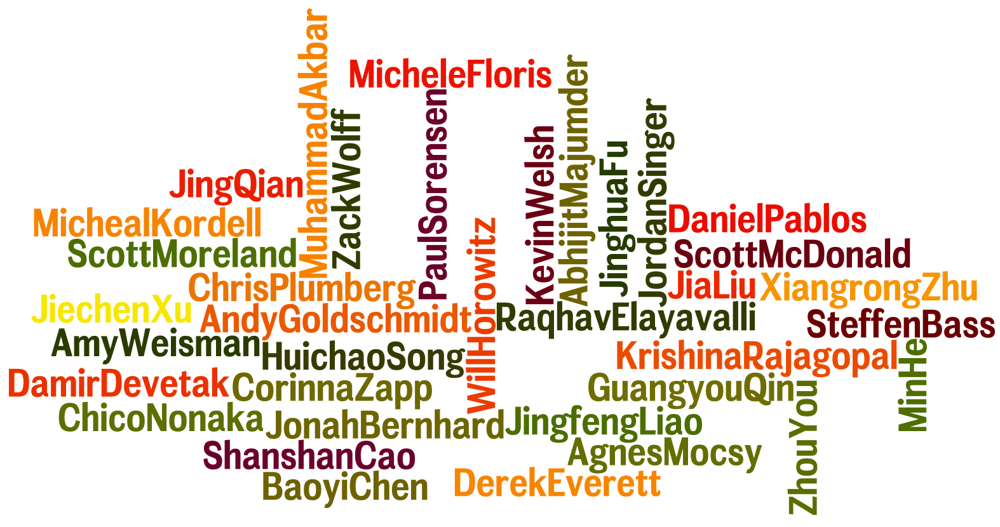 MuhammadAkbar
MicheleFloris
AbhijitMajumder
PaulSorensen
JordanSinger
ZackWolff
KevinWelsh
JinghuaFu
JingQian
DanielPablos
MichealKordell
WillHorowitz
ScottMoreland
ScottMcDonald
ChrisPlumberg
JiaLiu
XiangrongZhu
JiechenXu
AndyGoldschmidt
RaqhavElayavalli
SteffenBass
AmyWeisman
HuichaoSong
KrishinaRajagopal
MinHe
DamirDevetak
CorinnaZapp
GuangyouQin
ZhouYou
ChicoNonaka
JonahBernhard
JingfengLiao
ShanshanCao
AgnesMocsy
BaoyiChen
DerekEverett